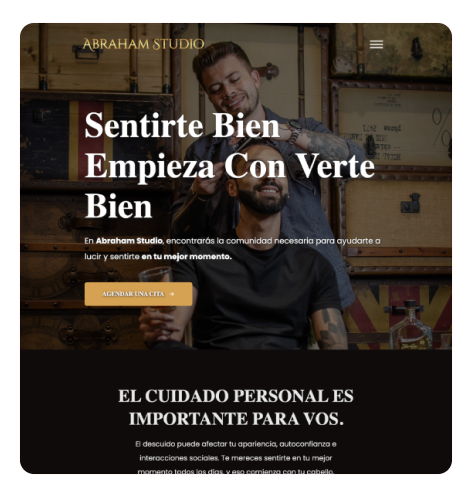 ABRAHAM STUDIO
Sentirte Bien
Empieza Con Verte
Bien
En Abraham Studio, encontrarás la comunidad necesaria para ayudarte a
lucir y sentirte en tu mejor momento.
AGENDAR UNA CITA →
EL CUIDADO PERSONAL ES
IMPORTANTE PARA VOS.
El descuido puede afectar tu apariencia, autoconfianza e
interacciones sociales. Te mereces sentirte en tu mejor
momento todos los días, y eso comienza con tu cabello.